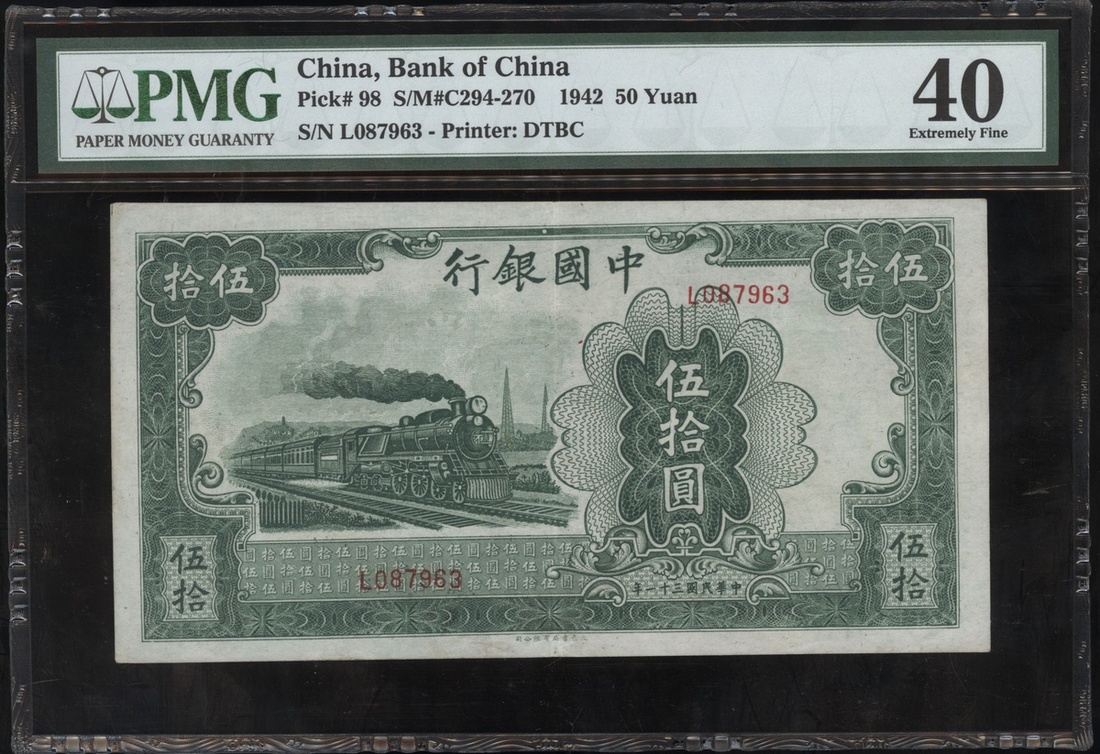 PMG
PAPER MONEY GUARANTY
China, Bank of China
Pick# 98 S/M#C294-270 1942 50 Yuan
S/N L087963 - Printer: DTBC
40
Extremely Fine
行銀國中
拾伍
拾伍
L087963
伍拾圓
L087963
伍拾
伍拾
年一十三國民華中